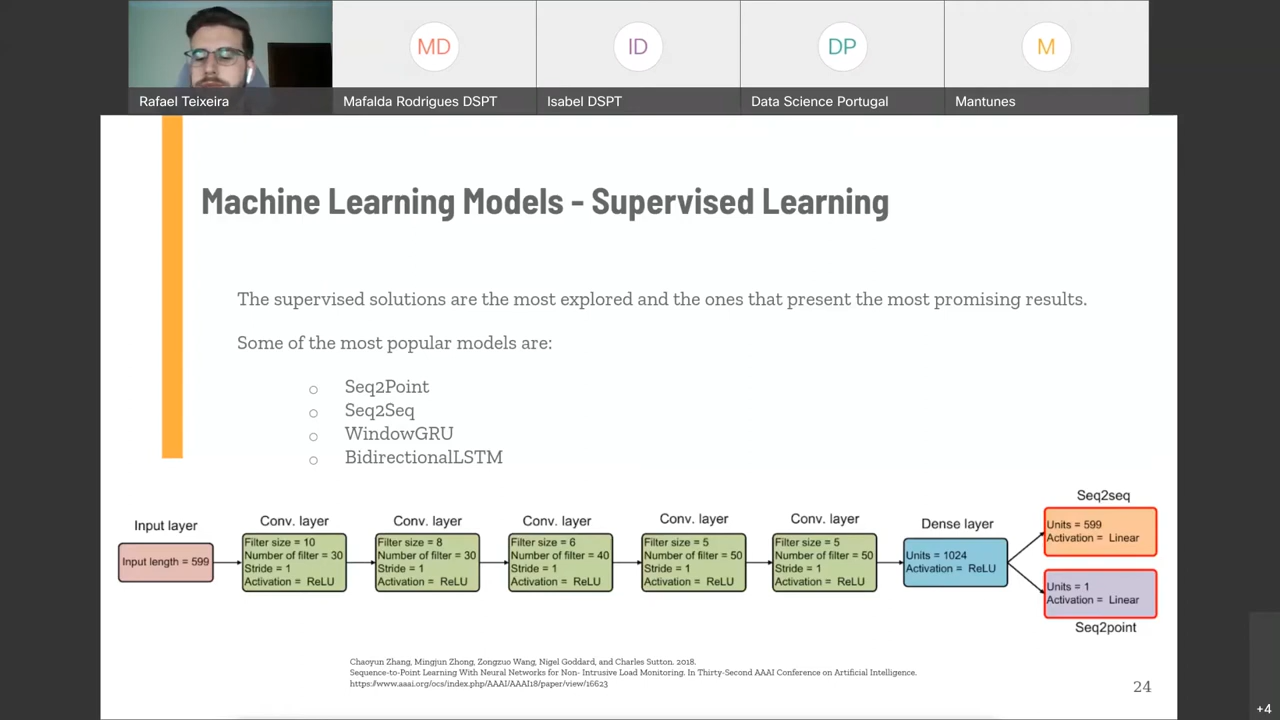 MD
ID
DP
M
Rafael Teixeira
Mafalda Rodrigues DSPT
Isabel DSPT
Data Science Portugal
Mantunes
Machine Learning Models - Supervised Learning
The supervised solutions are the most explored and the ones that present the most promising results.
Some of the most popular models are:
Seq2Point
Seq2Seq
WindowGRU
BidirectionalLSTM
Input layer
Input length = 599
Conv. layer
Filter size = 10
Number of filter = 30
Stride = 1
Activation = ReLU
Conv. layer
Filter size = 8
Number of filter = 30
Stride = 1
Activation = ReLU
Conv. layer
Filter size = 6
Number of filter = 40
Stride = 1
Activation = ReLU
Conv. layer
Filter size = 5
Number of filter = 50
Stride = 1
Activation = ReLU
Conv. layer
Filter size = 5
Number of filter = 50
Stride = 1
Activation = ReLU
Dense layer
Units = 1024
Activation = ReLU
Seq2seq
Units = 599
Activation = Linear
Units = 1
Activation = Linear
Seq2point
Chaoyun Zhang, Mingjun Zhong, Zongzuo Wang, Nigel Goddard, and Charles Sutton. 2018.
Sequence-to-Point Learning With Neural Networks for Non- Intrusive Load Monitoring. In Thirty-Second AAAI Conference on Artificial Intelligence.
https://www.aaai.org/ocs/index.php/AAAI/AAAI18/paper/view/16623
24
+4